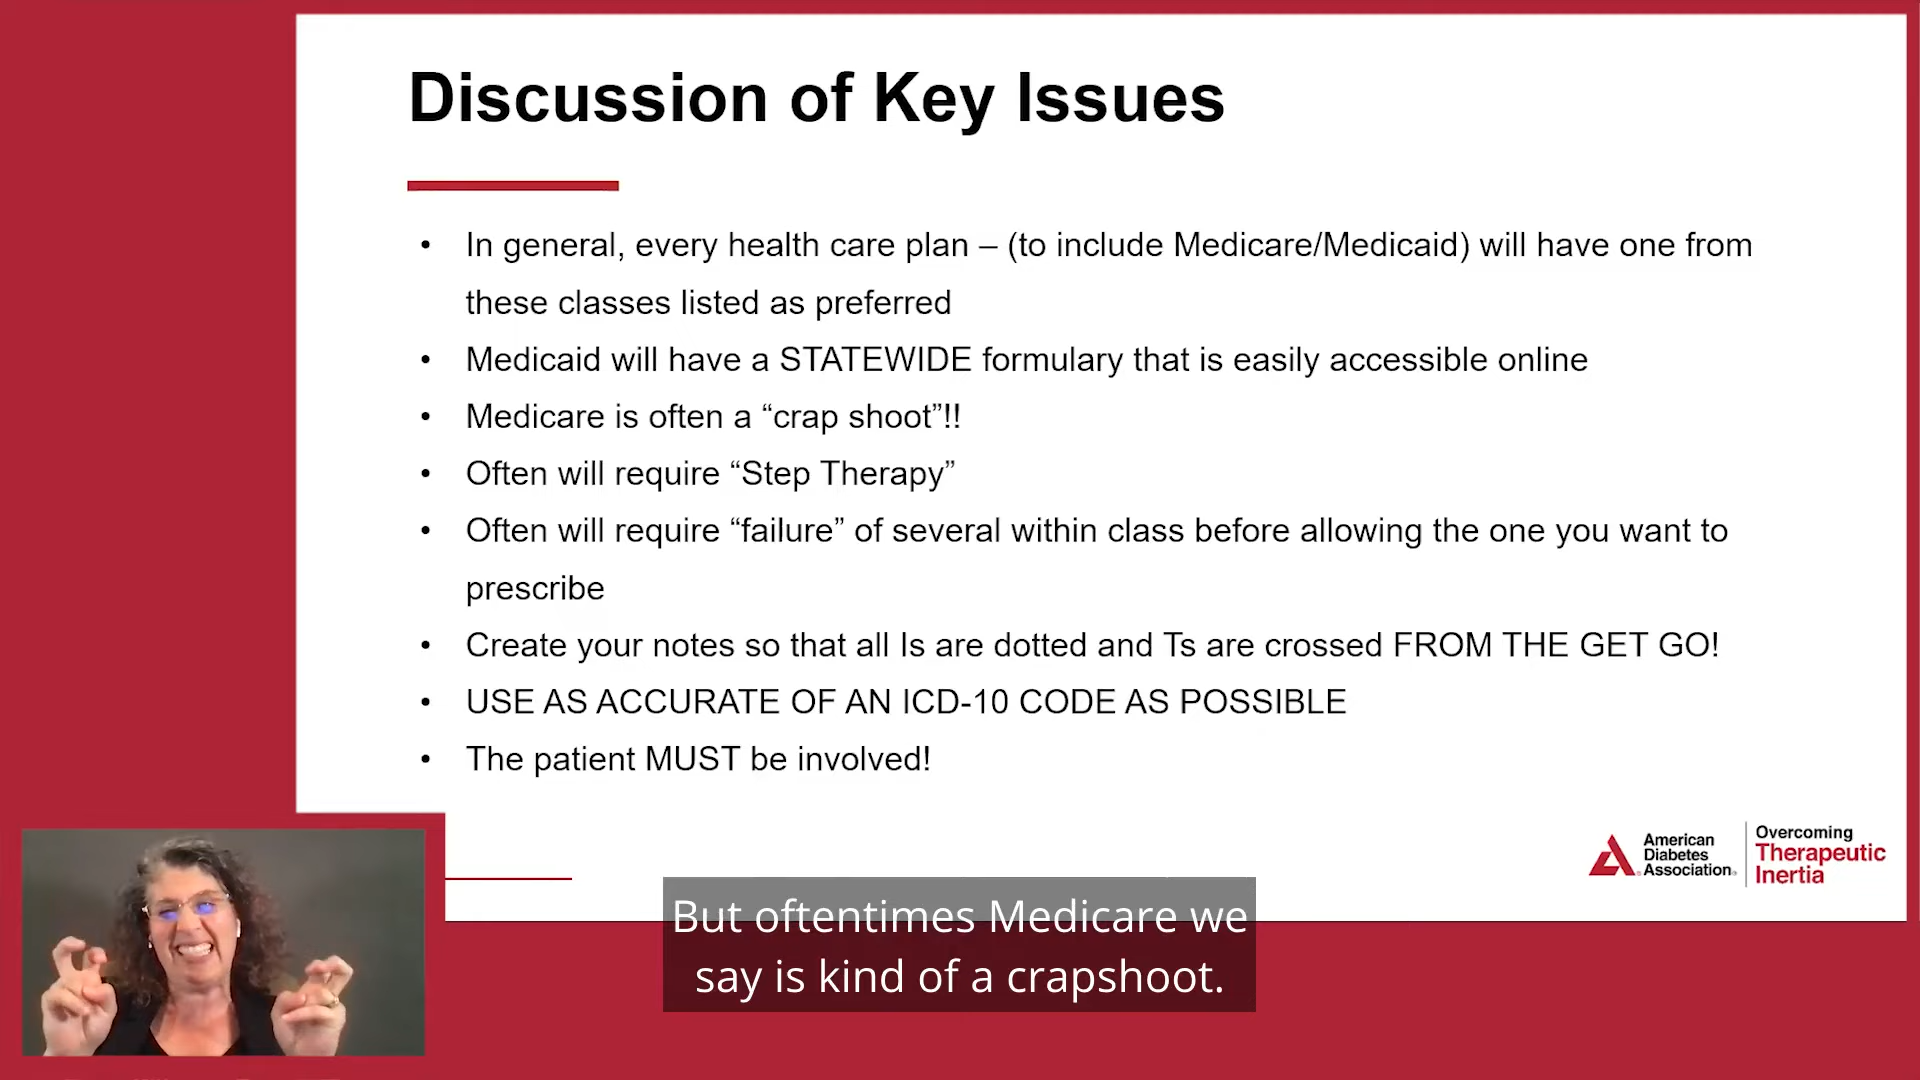 Discussion of Key Issues
• In general, every health care plan – (to include Medicare/Medicaid) will have one from
these classes listed as preferred
• Medicaid will have a STATEWIDE formulary that is easily accessible online
• Medicare is often a “crap shoot”!!
• Often will require “Step Therapy”
• Often will require “failure” of several within class before allowing the one you want to
prescribe
• Create your notes so that all Is are dotted and Ts are crossed FROM THE GET GO!
• USE AS ACCURATE OF AN ICD-10 CODE AS POSSIBLE
• The patient MUST be involved!
American
Diabetes
Association®
Overcoming
Therapeutic
Inertia
But oftentimes Medicare we
say is kind of a crapshoot.